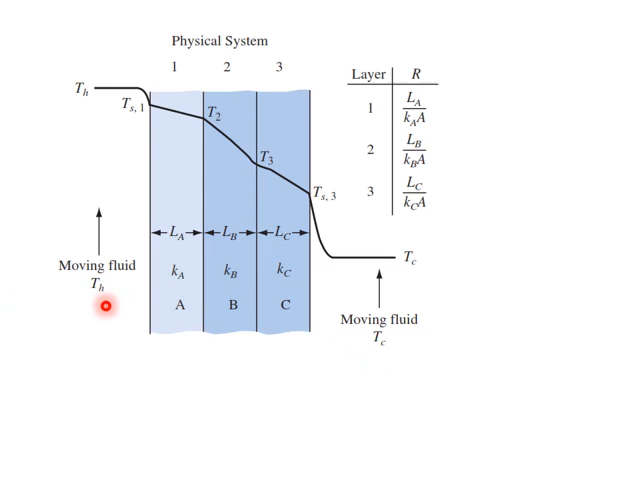 Physical System
1 2 3
Layer R
T_h
T_s, 1
T_2
T_3
T_s, 3
T_c
1 L_A / k_A A
2 L_B / k_B A
3 L_C / k_C A
L_A L_B L_C
k_A k_B k_C
A B C
Moving fluid
T_h
Moving fluid
T_c